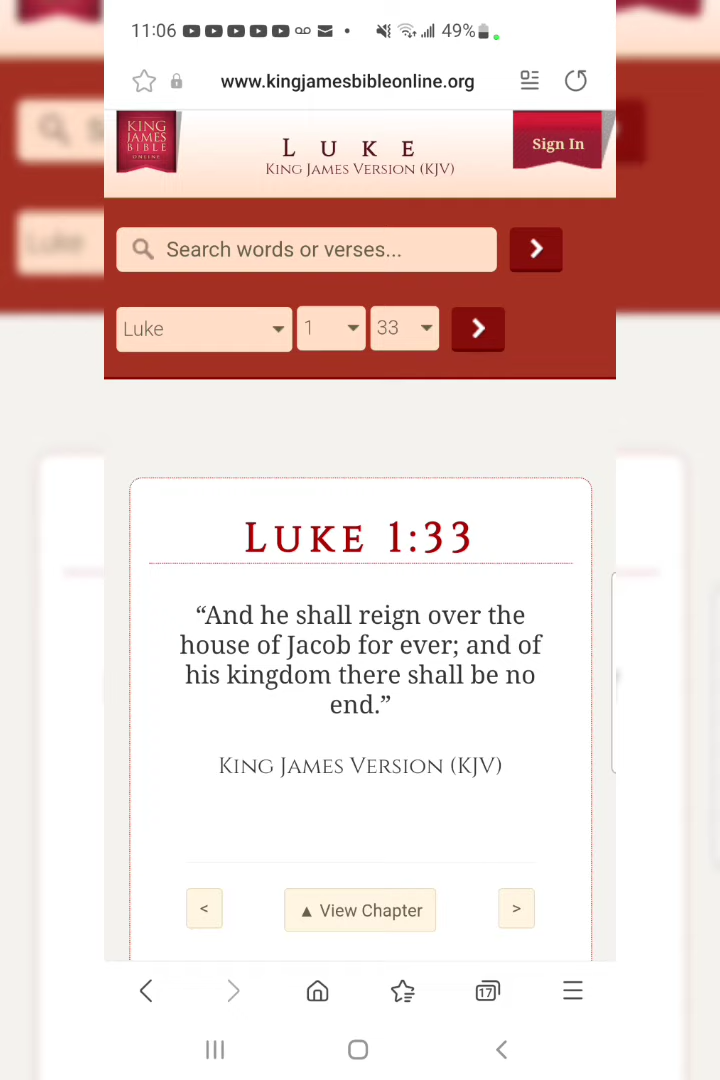 11:06 49%
www.kingjamesbibleonline.org
KING
JAMES
BIBLE
ONLINE
LUKE
KING JAMES VERSION (KJV)
Sign In
Search words or verses...
Luke 1 33
LUKE 1:33
“And he shall reign over the
house of Jacob for ever; and of
his kingdom there shall be no
end.”
KING JAMES VERSION (KJV)
< ▲ View Chapter >
17